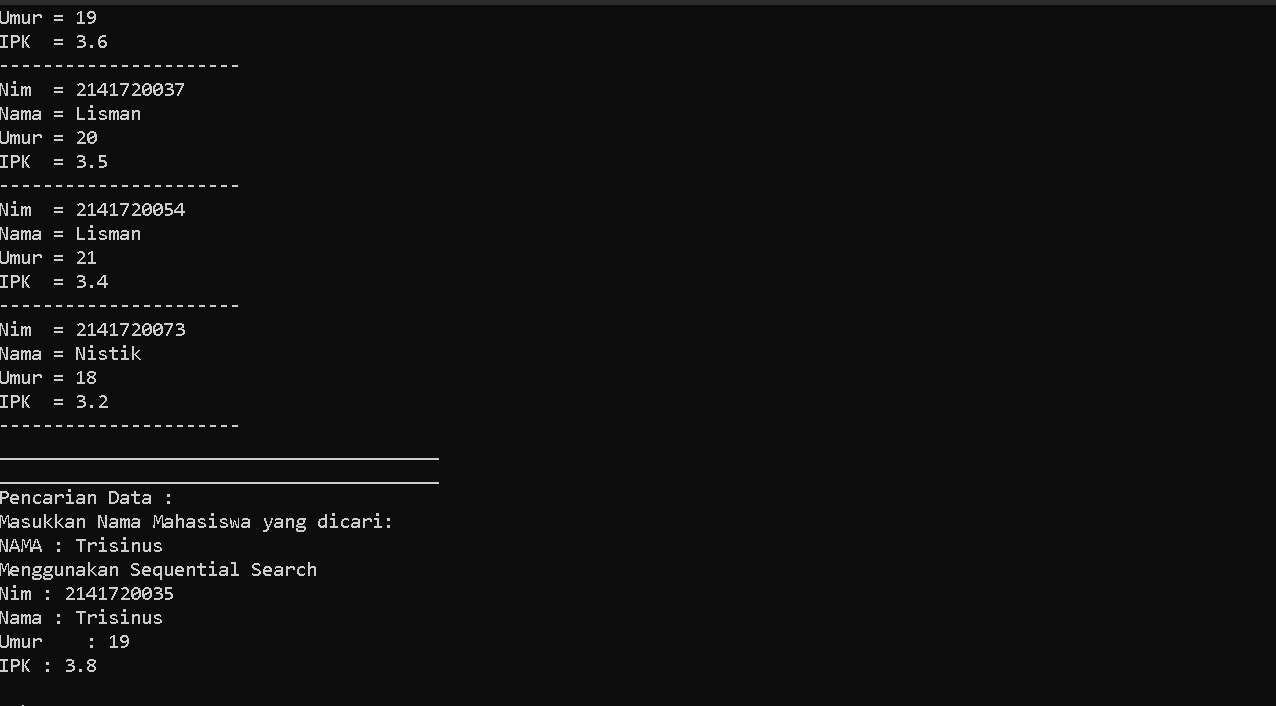 Umur = 19
IPK  = 3.6
----------------------
Nim  = 2141720037
Nama = Lisman
Umur = 20
IPK  = 3.5
----------------------
Nim  = 2141720054
Nama = Lisman
Umur = 21
IPK  = 3.4
----------------------
Nim  = 2141720073
Nama = Nistik
Umur = 18
IPK  = 3.2
----------------------
________________________________________
________________________________________
Pencarian Data :
Masukkan Nama Mahasiswa yang dicari:
NAMA : Trisinus
Menggunakan Sequential Search
Nim : 2141720035
Nama : Trisinus
Umur    : 19
IPK : 3.8